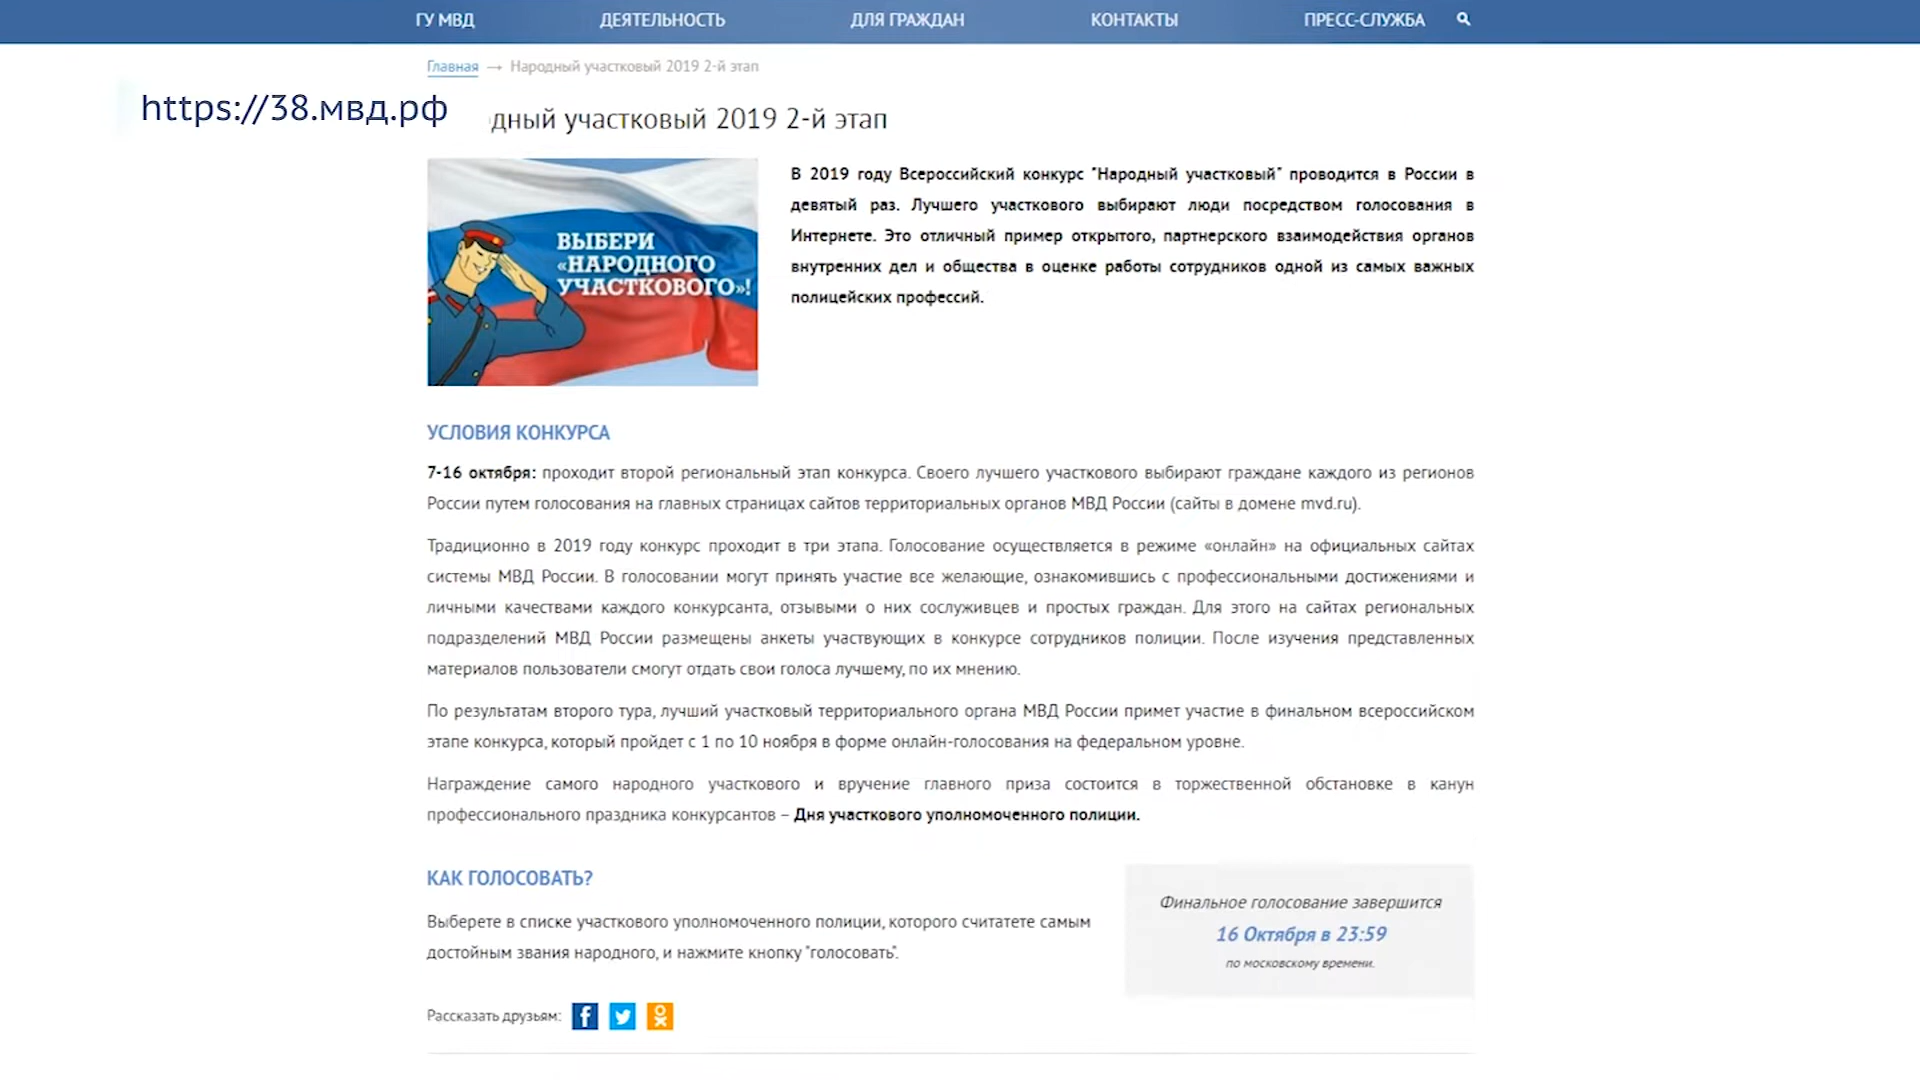 ГУ МВД ДЕЯТЕЛЬНОСТЬ ДЛЯ ГРАЖДАН КОНТАКТЫ ПРЕСС-СЛУЖБА
Главная → Народный участковый 2019 2-й этап
https://38.мвд.рф
одный участковый 2019 2-й этап
ВЫБЕРИ
«НАРОДНОГО
УЧАСТКОВОГО»!
В 2019 году Всероссийский конкурс "Народный участковый" проводится в России в
девятый раз. Лучшего участкового выбирают люди посредством голосования в
Интернете. Это отличный пример открытого, партнерского взаимодействия органов
внутренних дел и общества в оценке работы сотрудников одной из самых важных
полицейских профессий.
УСЛОВИЯ КОНКУРСА
7-16 октября: проходит второй региональный этап конкурса. Своего лучшего участкового выбирают граждане каждого из регионов
России путем голосования на главных страницах сайтов территориальных органов МВД России (сайты в домене mvd.ru).
Традиционно в 2019 году конкурс проходит в три этапа. Голосование осуществляется в режиме «онлайн» на официальных сайтах
системы МВД России. В голосовании могут принять участие все желающие, ознакомившись с профессиональными достижениями и
личными качествами каждого конкурсанта, отзывами о них сослуживцев и простых граждан. Для этого на сайтах региональных
подразделений МВД России размещены анкеты участвующих в конкурсе сотрудников полиции. После изучения представленных
материалов пользователи смогут отдать свои голоса лучшему, по их мнению.
По результатам второго тура, лучший участковый территориального органа МВД России примет участие в финальном всероссийском
этапе конкурса, который пройдет с 1 по 10 ноября в форме онлайн-голосования на федеральном уровне.
Награждение самого народного участкового и вручение главного приза состоится в торжественной обстановке в канун
профессионального праздника конкурсантов – Дня участкового уполномоченного полиции.
КАК ГОЛОСОВАТЬ?
Выберете в списке участкового уполномоченного полиции, которого считатете самым
достойным звания народного, и нажмите кнопку "голосовать".
Финальное голосование завершится
16 Октября в 23:59
по московскому времени.
Рассказать друзьям: